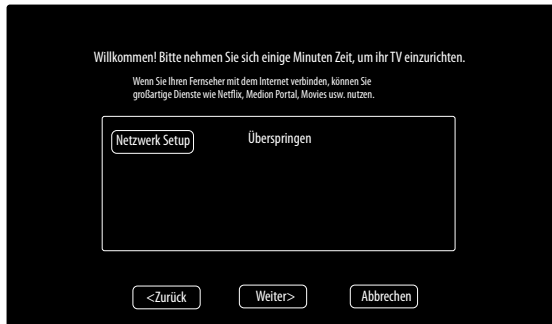 Willkommen! Bitte nehmen Sie sich einige Minuten Zeit, um ihr TV einzurichten.
Wenn Sie Ihren Fernseher mit dem Internet verbinden, können Sie
großartige Dienste wie Netflix, Medion Portal, Movies usw. nutzen.
Netzwerk Setup Überspringen
<Zurück Weiter> Abbrechen